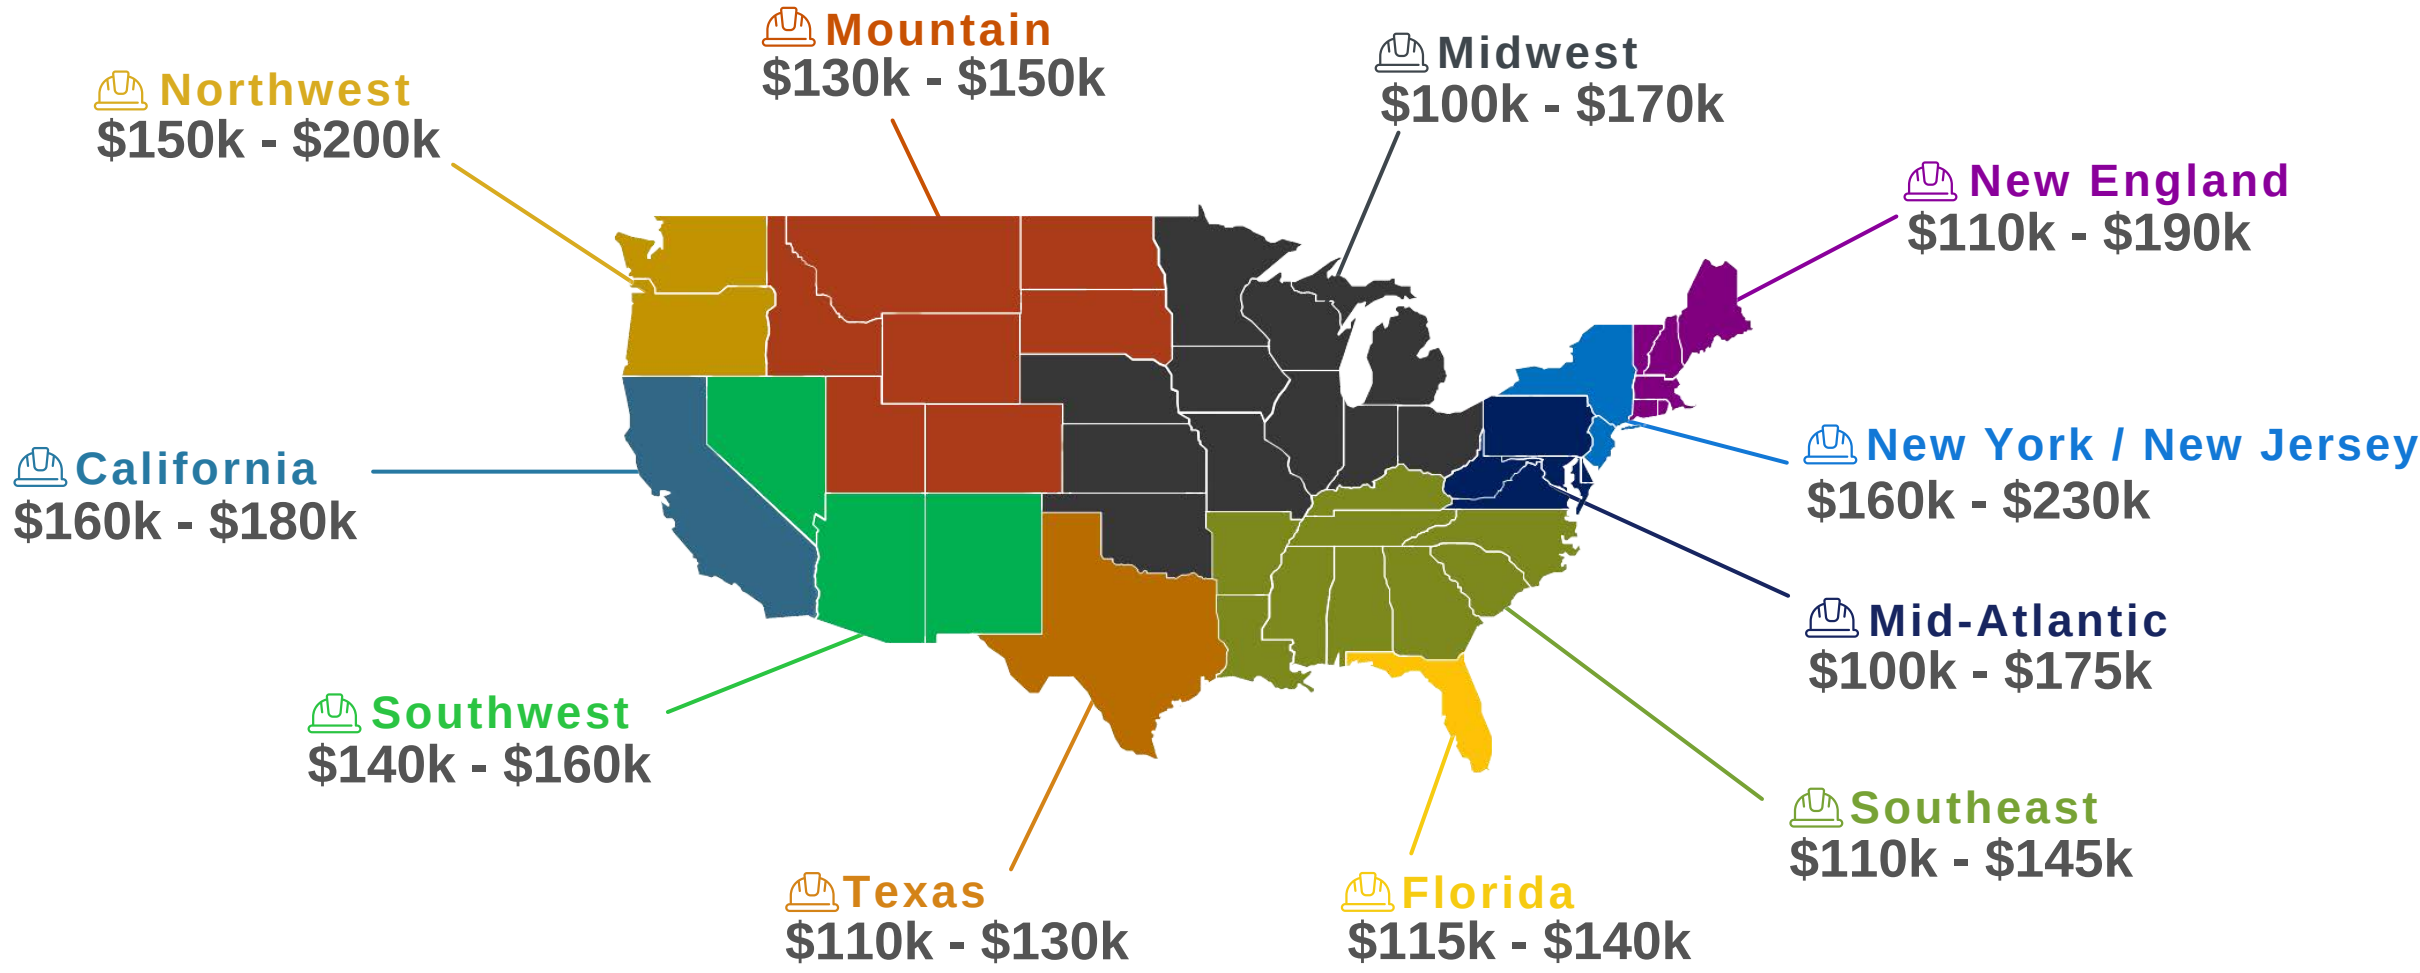 Mountain
$130k - $150k
Midwest
$100k - $170k
Northwest
$150k - $200k
New England
$110k - $190k
California
$160k - $180k
New York / New Jersey
$160k - $230k
Mid-Atlantic
$100k - $175k
Southwest
$140k - $160k
Southeast
$110k - $145k
Texas
$110k - $130k
Florida
$115k - $140k